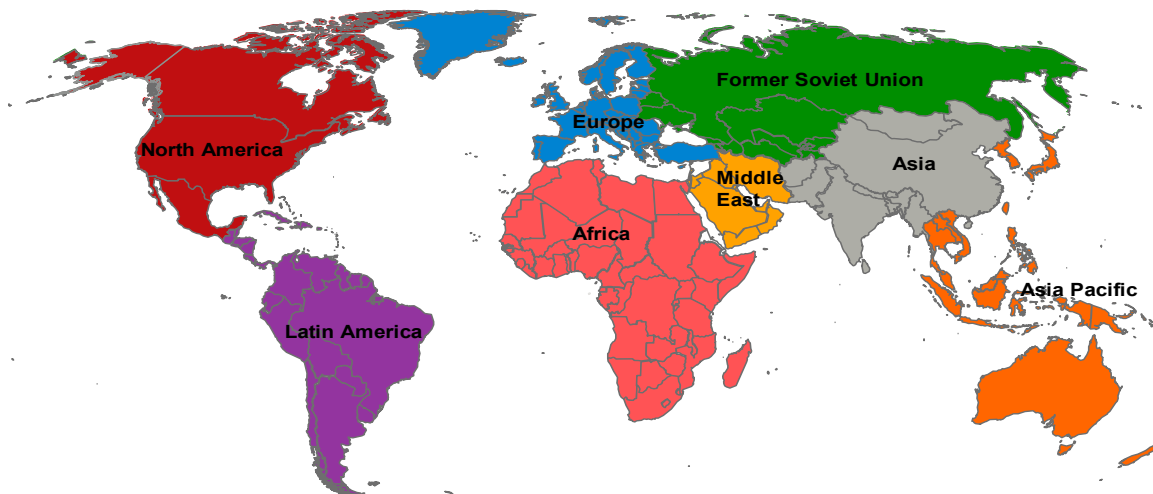 Former Soviet Union
Europe
North America
Asia
Middle
East
Africa
Asia Pacific
Latin America